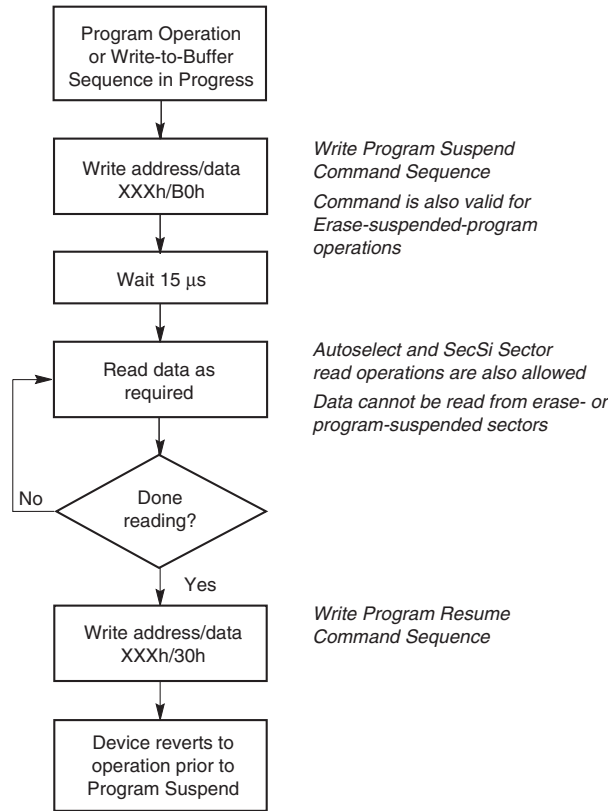 Program Operation
or Write-to-Buffer
Sequence in Progress
Write address/data
XXXh/B0h
Write Program Suspend
Command Sequence
Command is also valid for
Erase-suspended-program
operations
Wait 15 μs
Read data as
required
Autoselect and SecSi Sector
read operations are also allowed
Data cannot be read from erase- or
program-suspended sectors
No
Done
reading?
Yes
Write address/data
XXXh/30h
Write Program Resume
Command Sequence
Device reverts to
operation prior to
Program Suspend